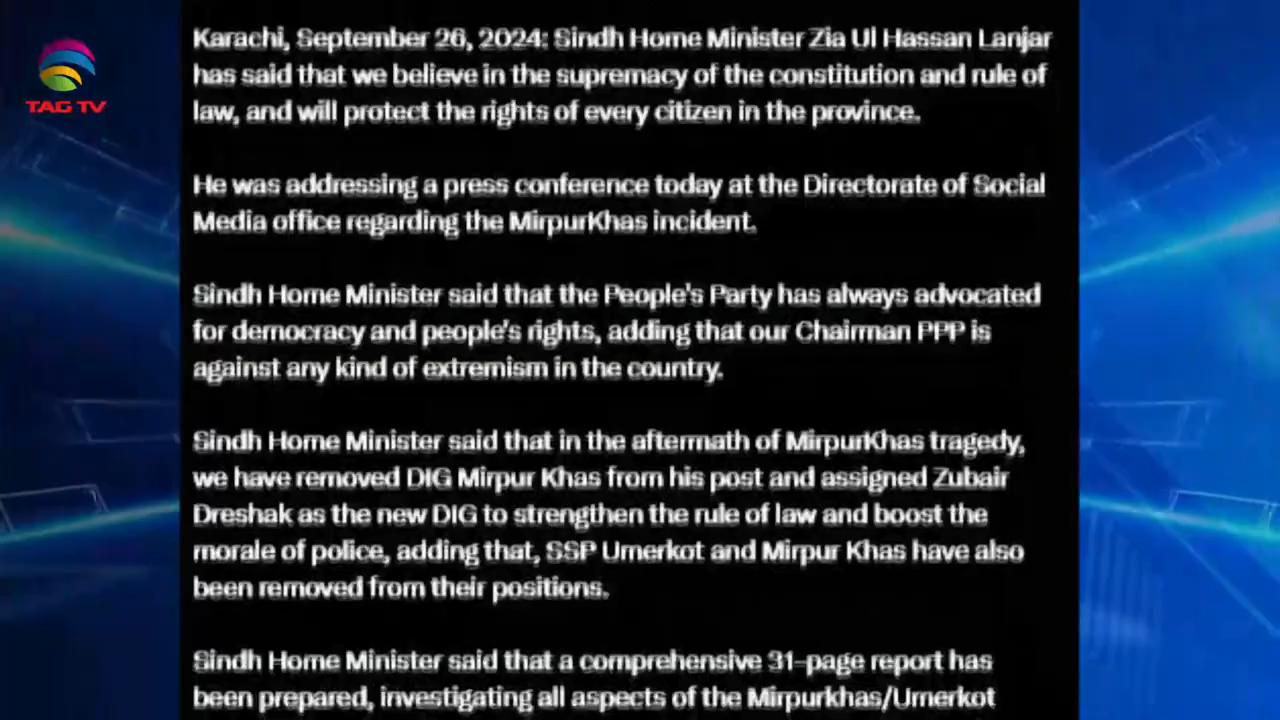 TAG TV
Karachi, September 26, 2024: Sindh Home Minister Zia Ul Hassan Lanjar
has said that we believe in the supremacy of the constitution and rule of
law, and will protect the rights of every citizen in the province.
He was addressing a press conference today at the Directorate of Social
Media office regarding the MirpurKhas incident.
Sindh Home Minister said that the People's Party has always advocated
for democracy and people's rights, adding that our Chairman PPP is
against any kind of extremism in the country.
Sindh Home Minister said that in the aftermath of MirpurKhas tragedy,
we have removed DIG Mirpur Khas from his post and assigned Zubair
Dreshak as the new DIG to strengthen the rule of law and boost the
morale of police, adding that, SSP Umerkot and Mirpur Khas have also
been removed from their positions.
Sindh Home Minister said that a comprehensive 31-page report has
been prepared, investigating all aspects of the Mirpurkhas/Umerkot